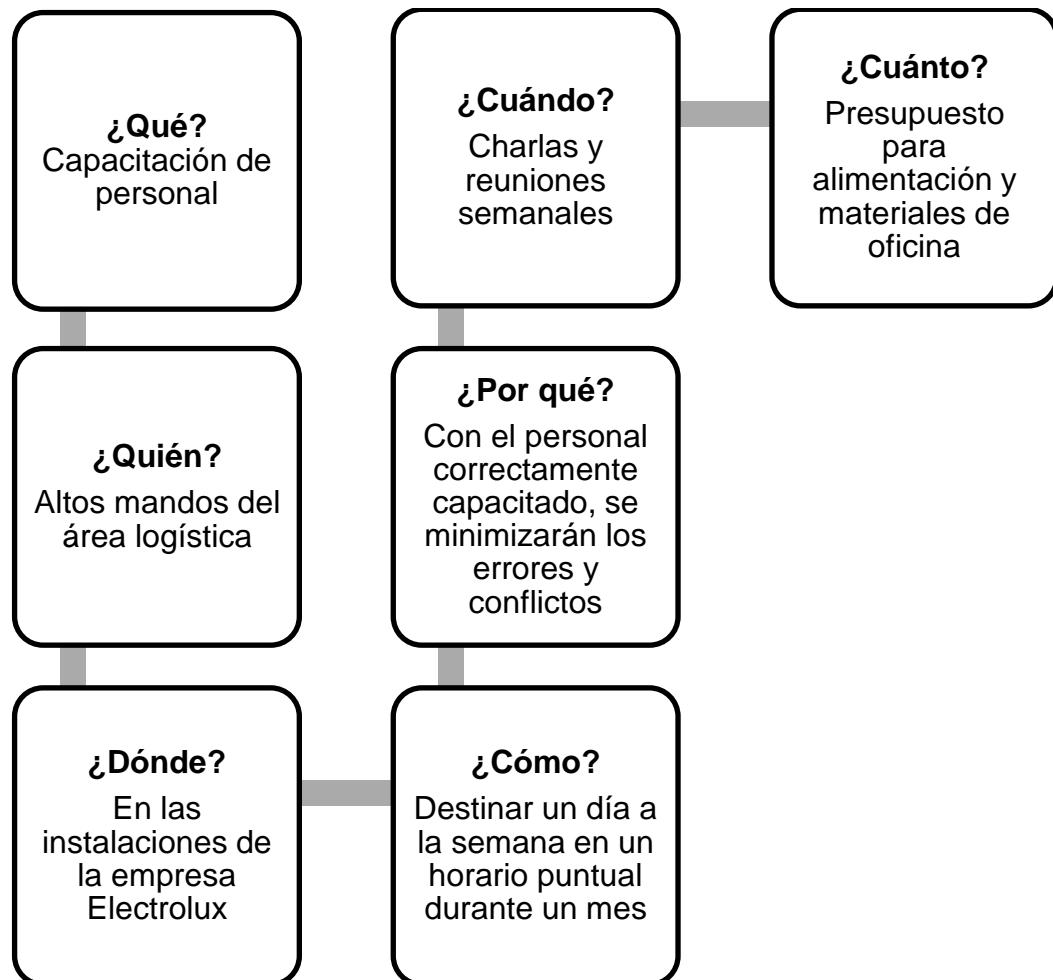 ¿Qué?
Capacitación de
personal
¿Quién?
Altos mandos del
área logística
¿Dónde?
En las
instalaciones de
la empresa
Electrolux
¿Cómo?
Destinar un día a
la semana en un
horario puntual
durante un mes
¿Por qué?
Con el personal
correctamente
capacitado, se
minimizarán los
errores y
conflictos
¿Cuándo?
Charlas y
reuniones
semanales
¿Cuánto?
Presupuesto
para
alimentación y
materiales de
oficina